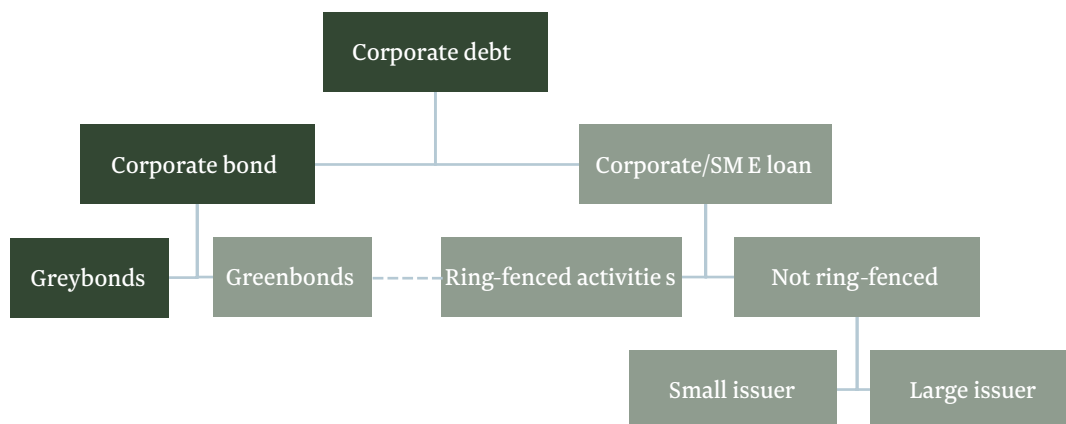 Corporate debt
Corporate bond
Corporate/SM E loan
Greybonds
Greenbonds
Ring-fenced activitie s
Not ring-fenced
Small issuer
Large issuer